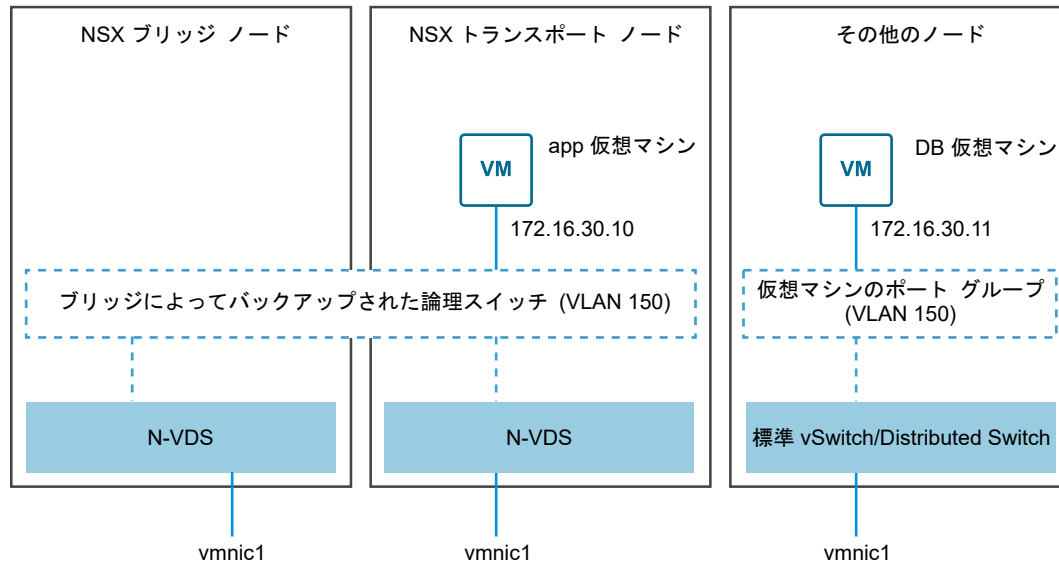 NSX ブリッジ ノード
NSX トランスポート ノード
その他のノード
app 仮想マシン
VM
172.16.30.10
DB 仮想マシン
VM
172.16.30.11
ブリッジによってバックアップされた論理スイッチ (VLAN 150)
仮想マシンのポート グループ
(VLAN 150)
N-VDS
N-VDS
標準 vSwitch/Distributed Switch
vmnic1
vmnic1
vmnic1